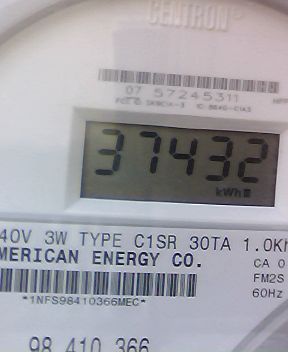 CENTRON®
07 57245311
37432
kWh
40V 3W TYPE C1SR 30TA 1.0Kh
MERICAN ENERGY CO.
CA 0
FM2S
60Hz
*1NFS98410366MEC*
98 410 366